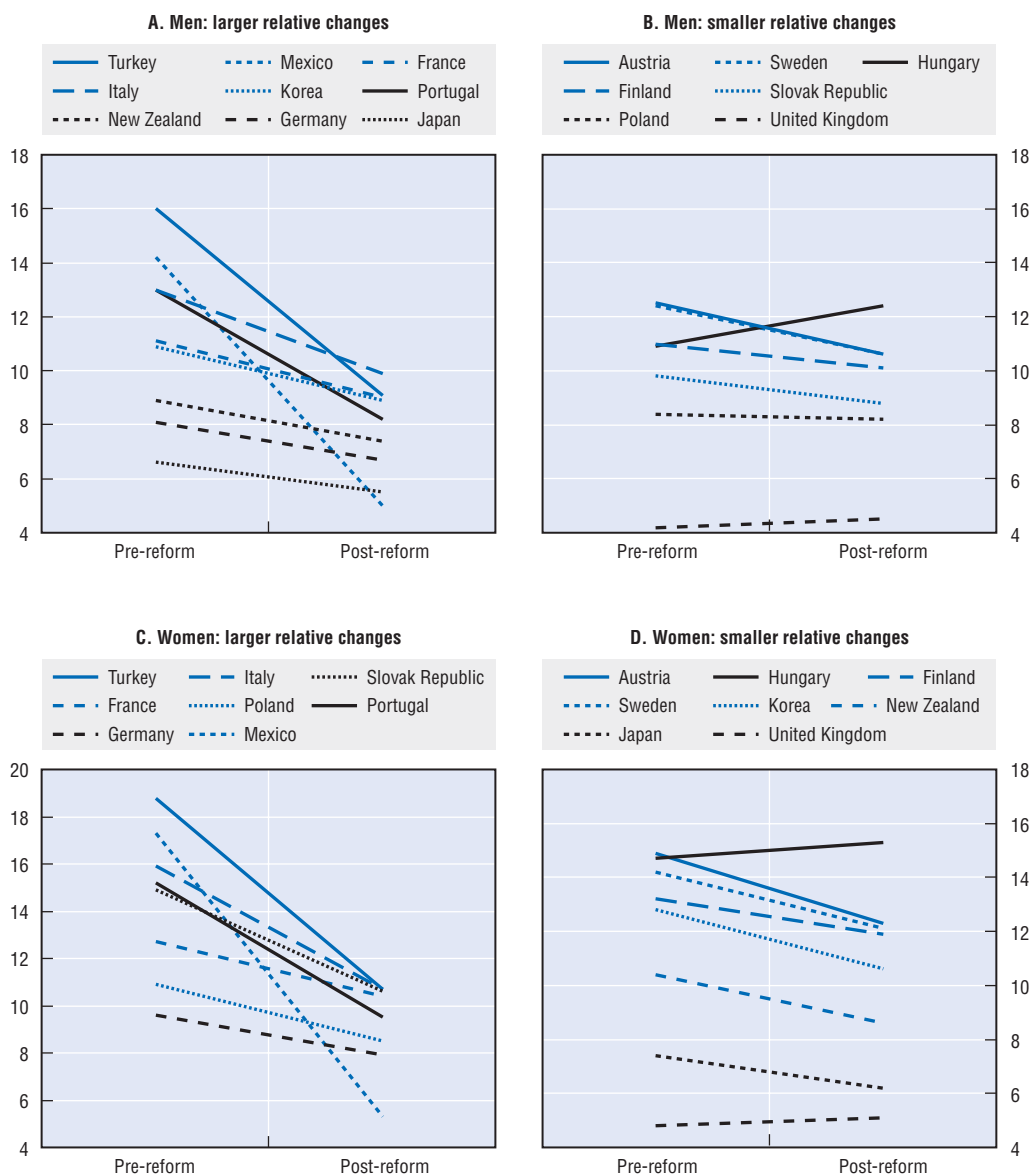 A. Men: larger relative changes
Turkey Mexico France
Italy Korea Portugal
New Zealand Germany Japan
18
16
14
12
10
8
6
4
Pre-reform Post-reform
B. Men: smaller relative changes
Austria Sweden Hungary
Finland Slovak Republic
Poland United Kingdom
18
16
14
12
10
8
6
4
Pre-reform Post-reform
C. Women: larger relative changes
Turkey Italy Slovak Republic
France Poland Portugal
Germany Mexico
20
18
16
14
12
10
8
6
4
Pre-reform Post-reform
D. Women: smaller relative changes
Austria Hungary Finland
Sweden Korea New Zealand
Japan United Kingdom
18
16
14
12
10
8
6
4
Pre-reform Post-reform